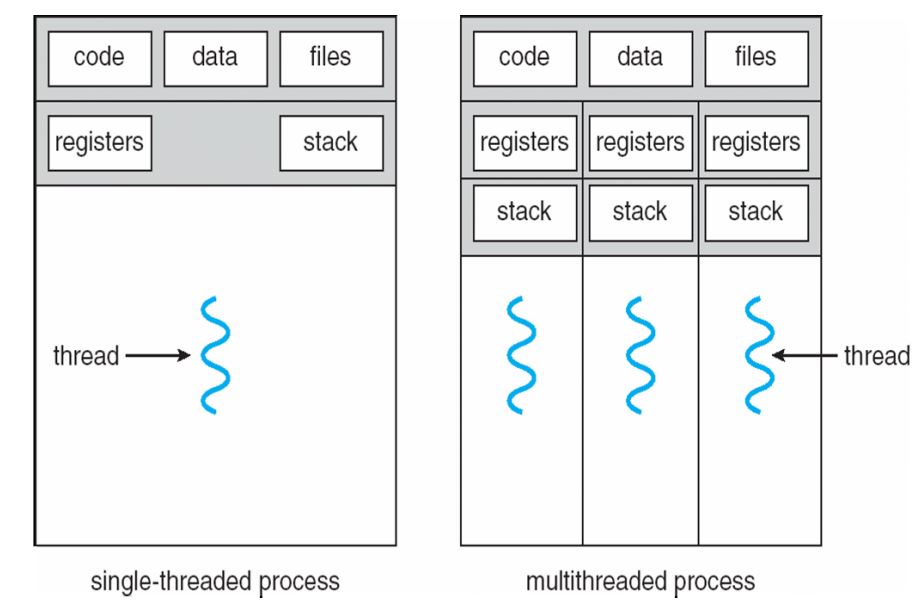 code data files
registers stack
thread
single-threaded process
code data files
registers registers registers
stack stack stack
thread
multithreaded process